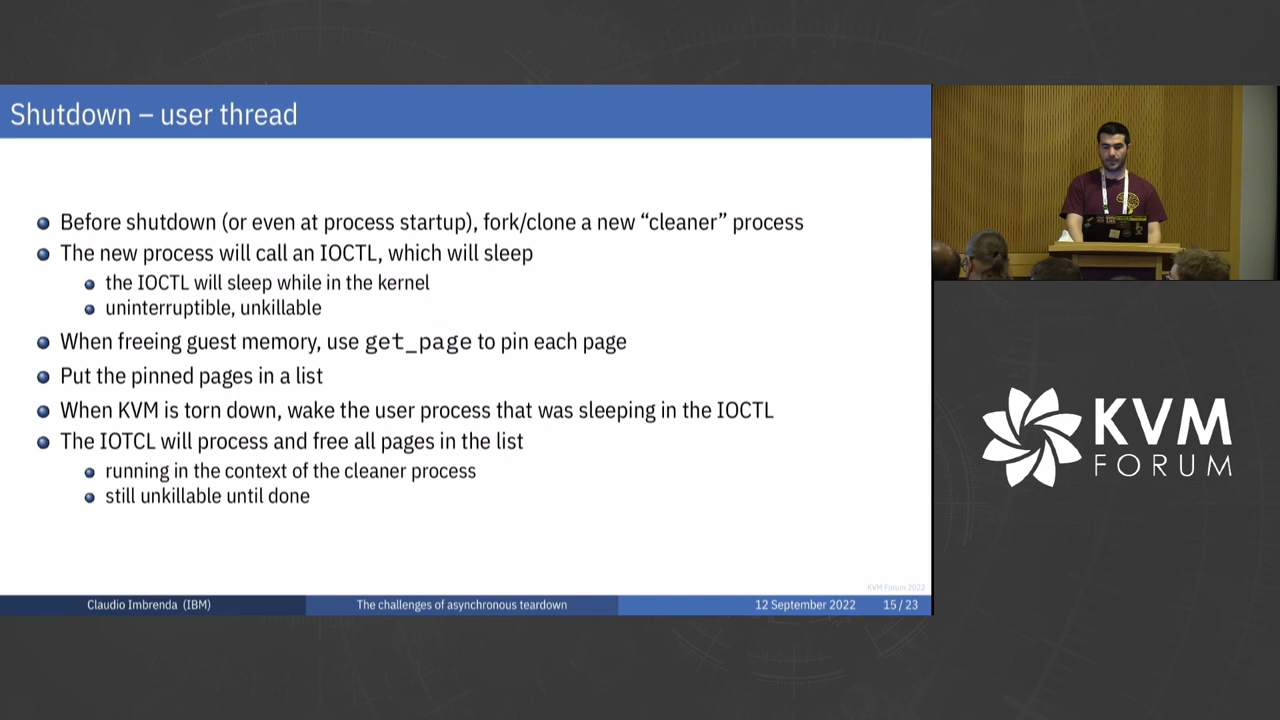 Shutdown – user thread
Before shutdown (or even at process startup), fork/clone a new “cleaner” process
The new process will call an IOCTL, which will sleep
the IOCTL will sleep while in the kernel
uninterruptible, unkillable
When freeing guest memory, use get_page to pin each page
Put the pinned pages in a list
When KVM is torn down, wake the user process that was sleeping in the IOCTL
The IOTCL will process and free all pages in the list
running in the context of the cleaner process
still unkillable until done
KVM Forum 2022
Claudio Imbrenda (IBM)
The challenges of asynchronous teardown
12 September 2022
15 / 23
KVM
FORUM